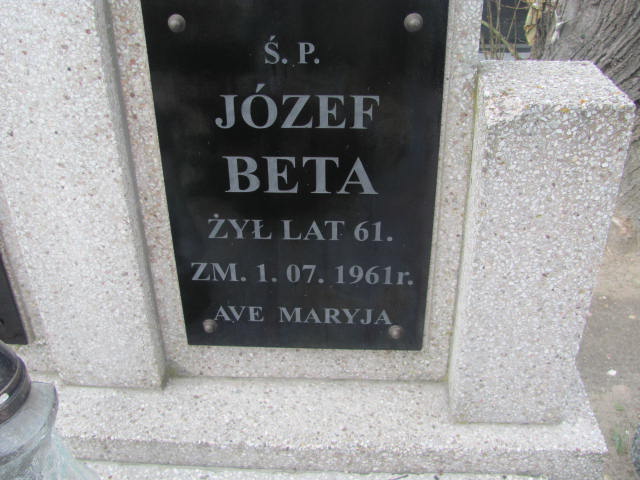 Ś. P.
JÓZEF
BETA
ŻYŁ LAT 61.
ZM. 1. 07. 1961r.
AVE MARYJA